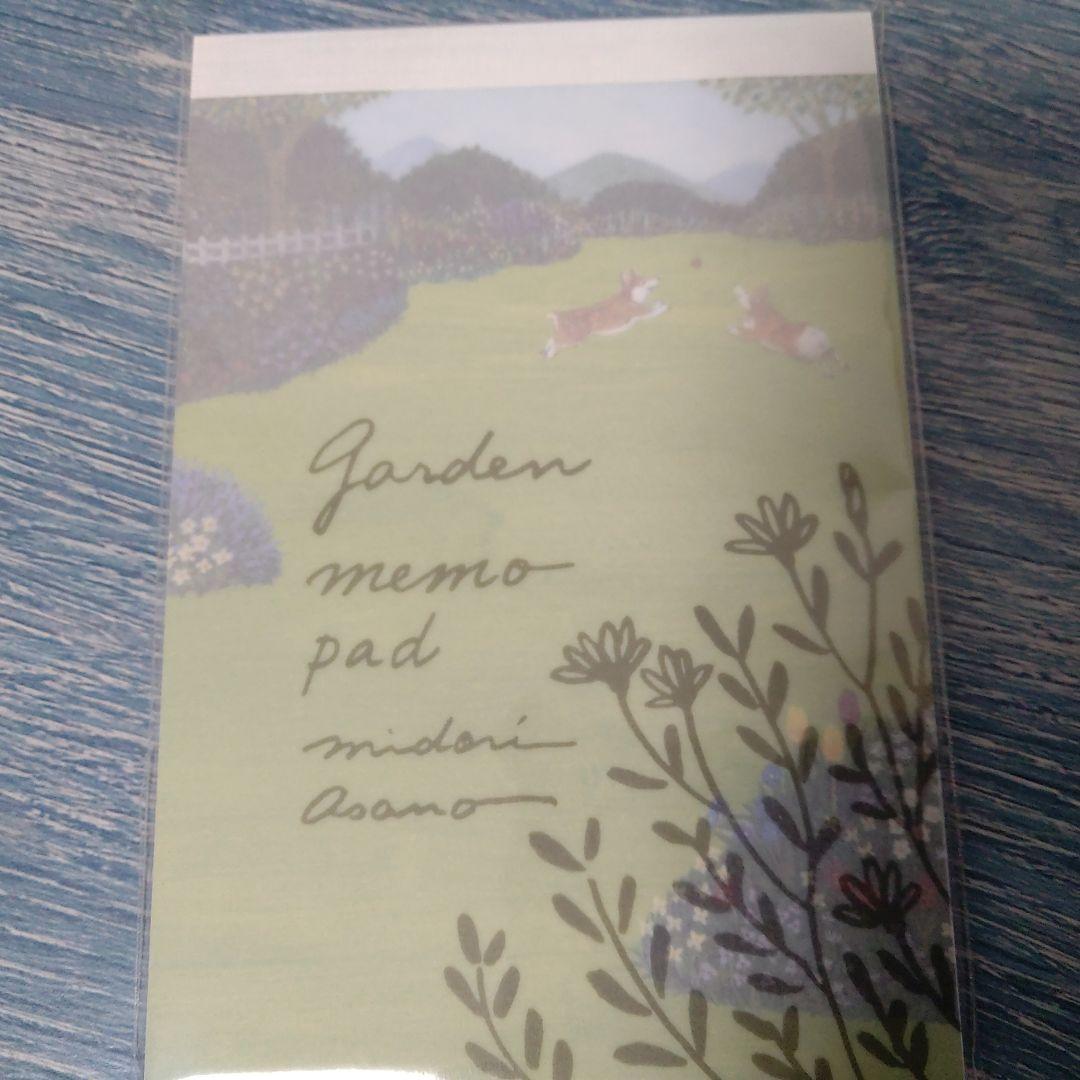 garden
memo
pad
midori
asano